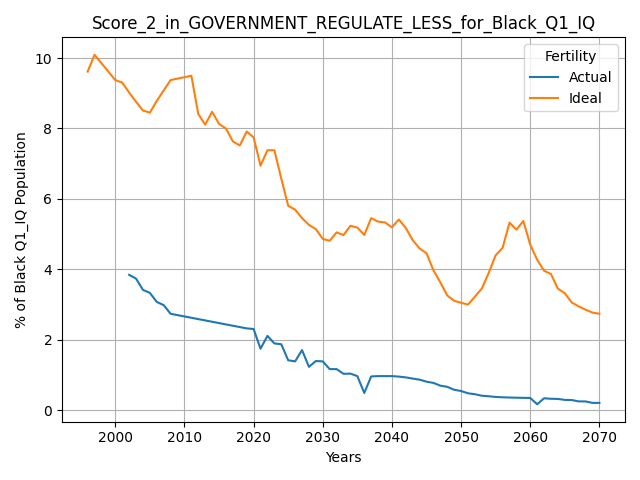 Score_2_in_GOVERNMENT_REGULATE_LESS_for_Black_Q1_IQ
Fertility
Actual
Ideal
% of Black Q1_IQ Population
10
8
6
4
2
0
2000 2010 2020 2030 2040 2050 2060 2070
Years